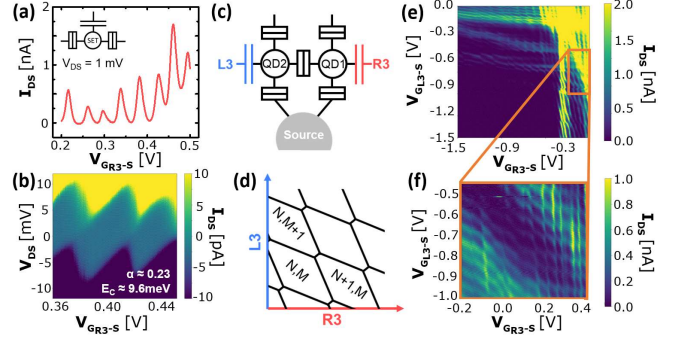 (a)
I_DS [nA]
2
1
0
SET
V_DS = 1 mV
0.2 0.3 0.4 0.5
V_GR3-S [V]
(b)
V_DS [mV]
10
5
0
-5
-10
α ≈ 0.23
E_C ≈ 9.6meV
0.36 0.40 0.44
V_GR3-S [V]
10
5
0
-5
-10
I_DS [pA]
(c)
L3
QD2
QD1
R3
Source
(d)
L3
N,M+1
N,M
N+1,M
R3
(e)
V_GL3-S [V]
0.0
-0.3
-0.6
-0.9
-1.2
-1.5
-1.5 -0.9 -0.3
V_GR3-S [V]
2.0
1.5
1.0
0.5
0.0
I_DS [nA]
(f)
V_GL3-S [V]
-0.5
-0.6
-0.7
-0.8
-0.9
-1.0
-0.2 0.0 0.2 0.4
V_GR3-S [V]
1.0
0.8
0.6
0.4
0.2
0.0
I_DS [nA]